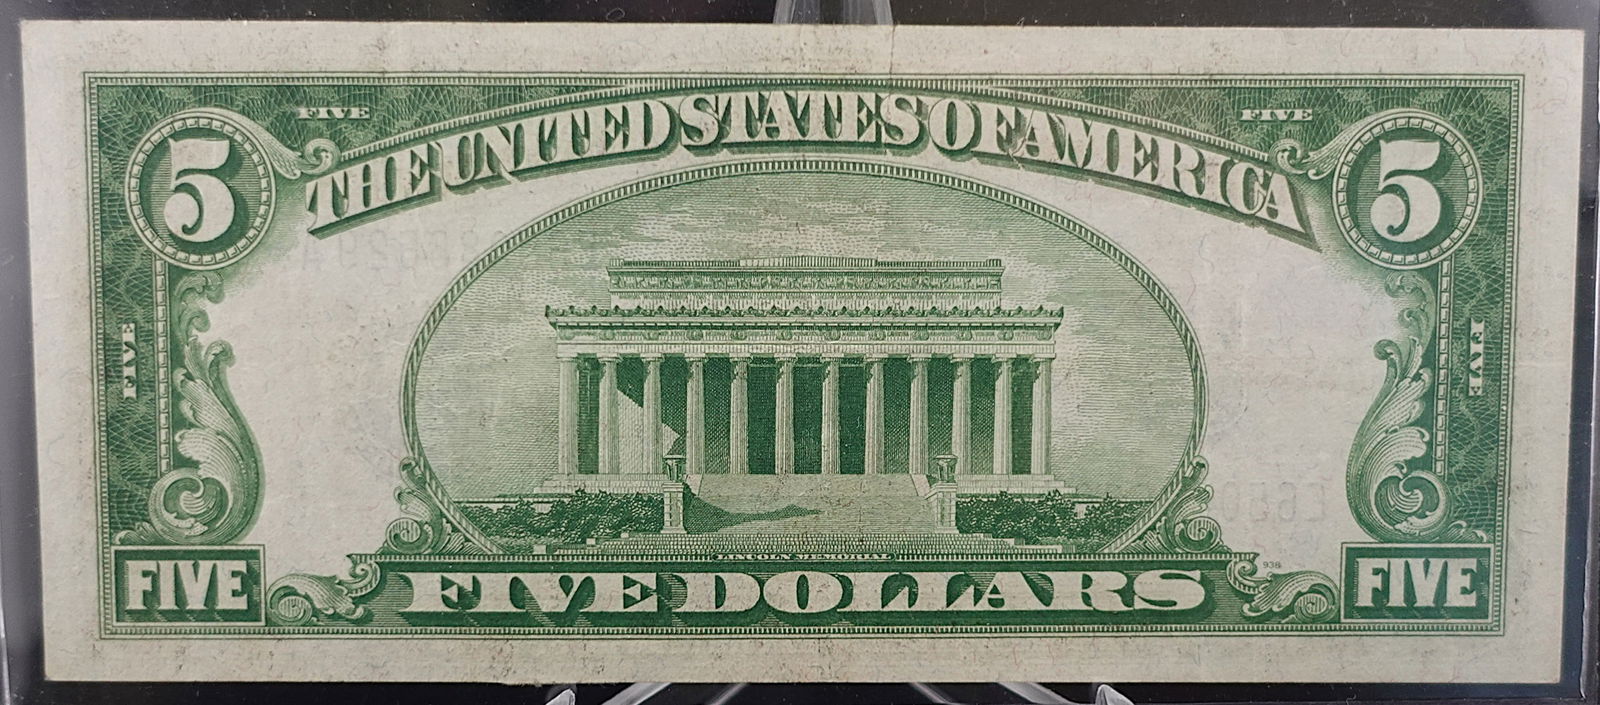 FIVE FIVE
5 THE UNITED STATES OF AMERICA 5
FIVE FIVE
LINCOLN MEMORIAL
938
FIVE FIVE DOLLARS FIVE